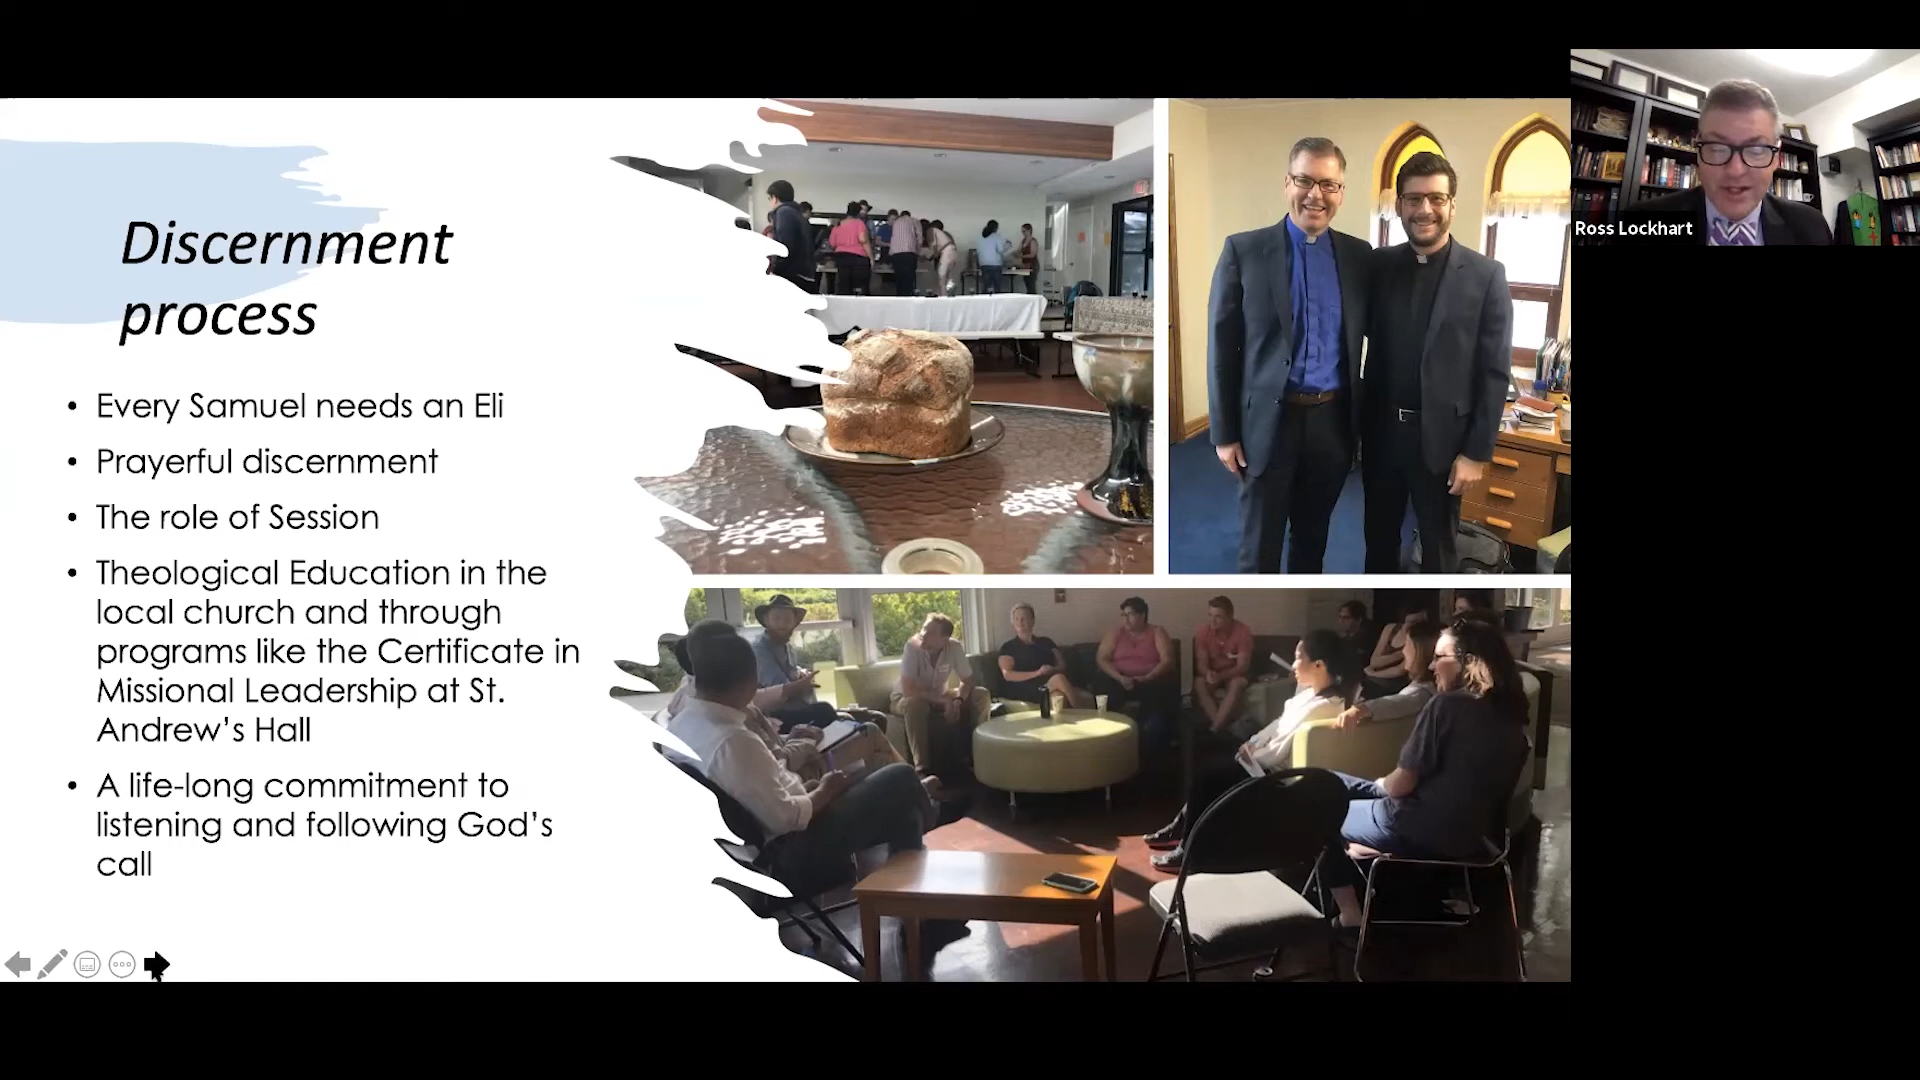 Discernment
process
• Every Samuel needs an Eli
• Prayerful discernment
• The role of Session
• Theological Education in the
local church and through
programs like the Certificate in
Missional Leadership at St.
Andrew’s Hall
• A life-long commitment to
listening and following God’s
call
Ross Lockhart